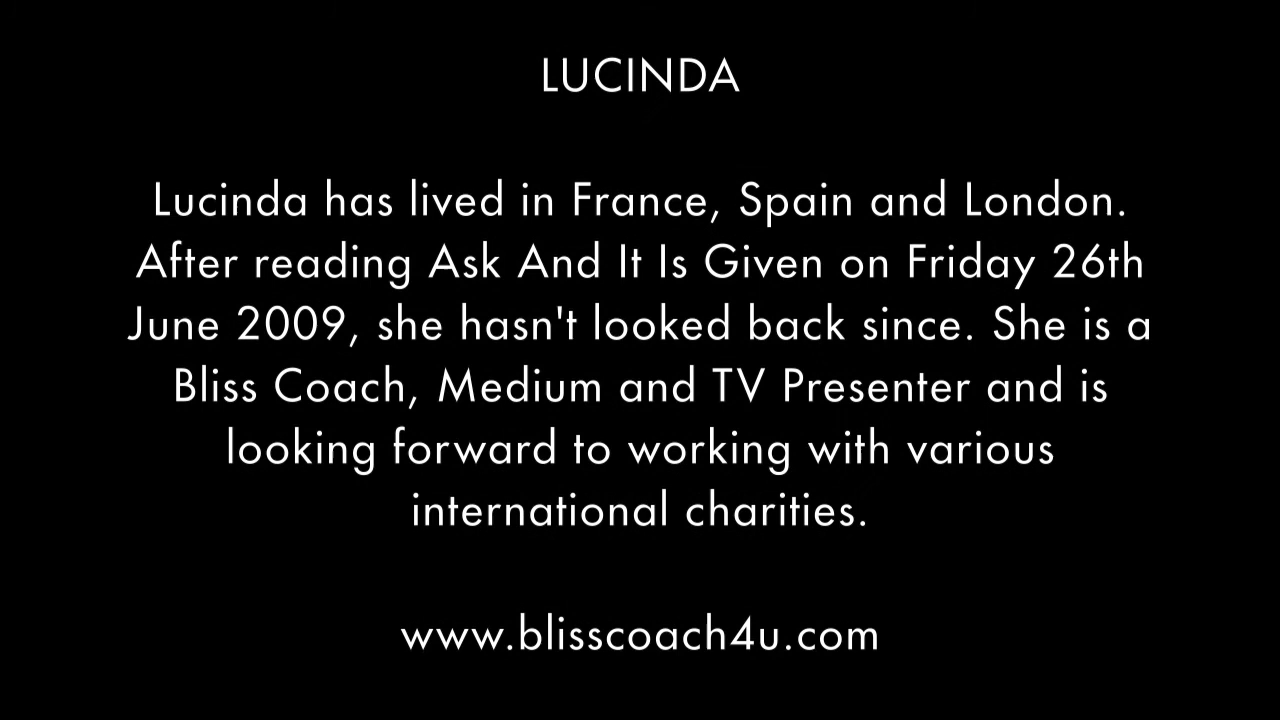 LUCINDA
Lucinda has lived in France, Spain and London.
After reading Ask And It Is Given on Friday 26th
June 2009, she hasn't looked back since. She is a
Bliss Coach, Medium and TV Presenter and is
looking forward to working with various
international charities.
www.blisscoach4u.com